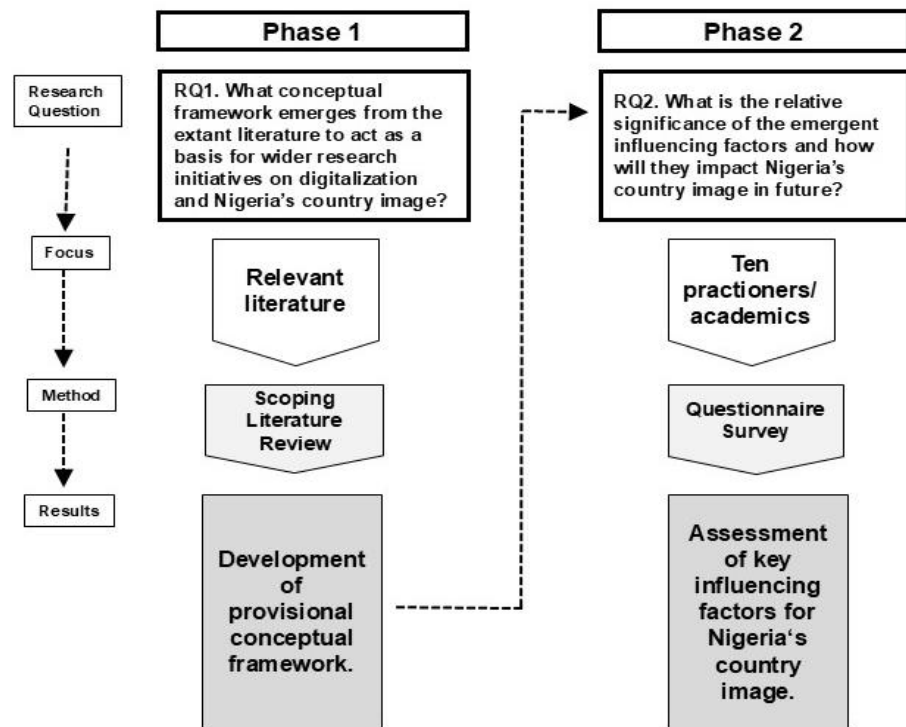 Phase 1
Phase 2
Research
Question
RQ1. What conceptual
framework emerges from the
extant literature to act as a
basis for wider research
initiatives on digitalization
and Nigeria's country image?
RQ2. What is the relative
significance of the emergent
influencing factors and how
will they impact Nigeria's
country image in future?
Focus
Relevant
literature
Ten
practioners/
academics
Method
Scoping
Literature
Review
Questionnaire
Survey
Results
Development
of
provisional
conceptual
framework.
Assessment
of key
influencing
factors for
Nigeria‘s
country
image.